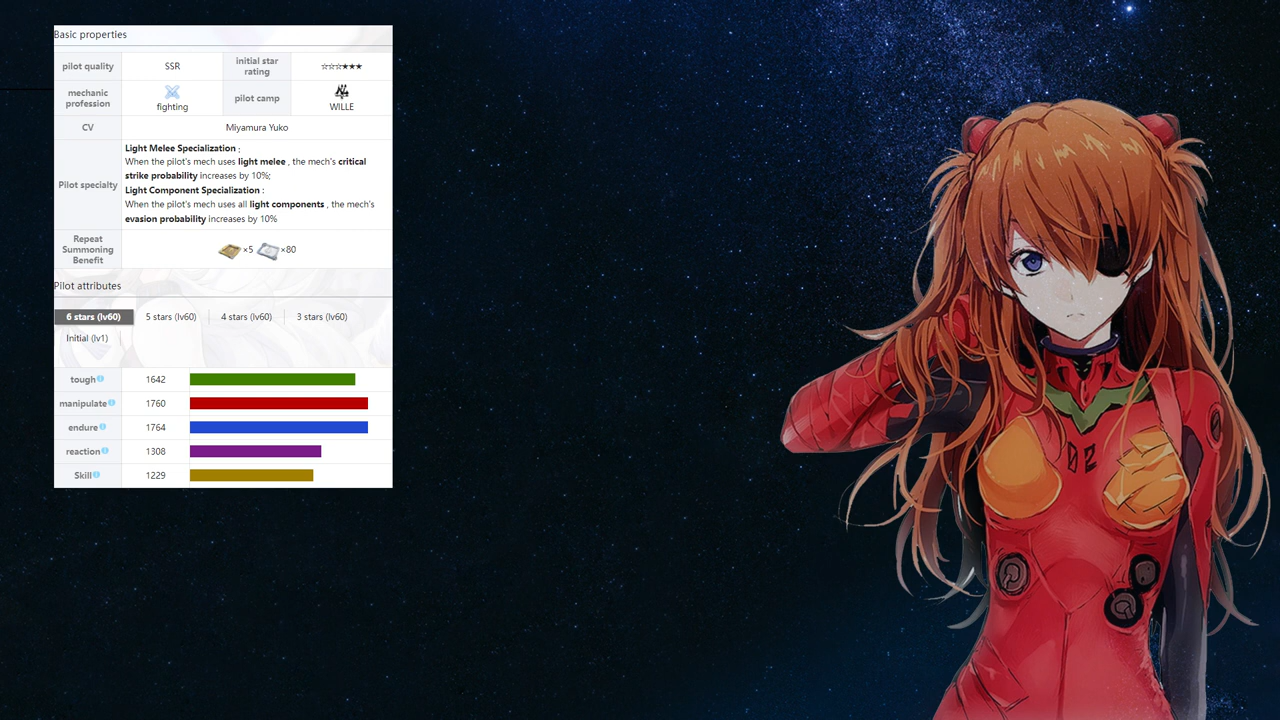 Basic properties
pilot quality SSR initial star rating ☆☆☆★★★
mechanic profession fighting pilot camp WILLE
CV Miyamura Yuko
Pilot specialty
Light Melee Specialization :
When the pilot's mech uses light melee , the mech's critical
strike probability increases by 10%;
Light Component Specialization :
When the pilot's mech uses all light components , the mech's
evasion probability increases by 10%
Repeat
Summoning
Benefit
×5 ×80
Pilot attributes
6 stars (lv60) 5 stars (lv60) 4 stars (lv60) 3 stars (lv60)
Initial (lv1)
tough 1642
manipulate 1760
endure 1764
reaction 1308
Skill 1229
02